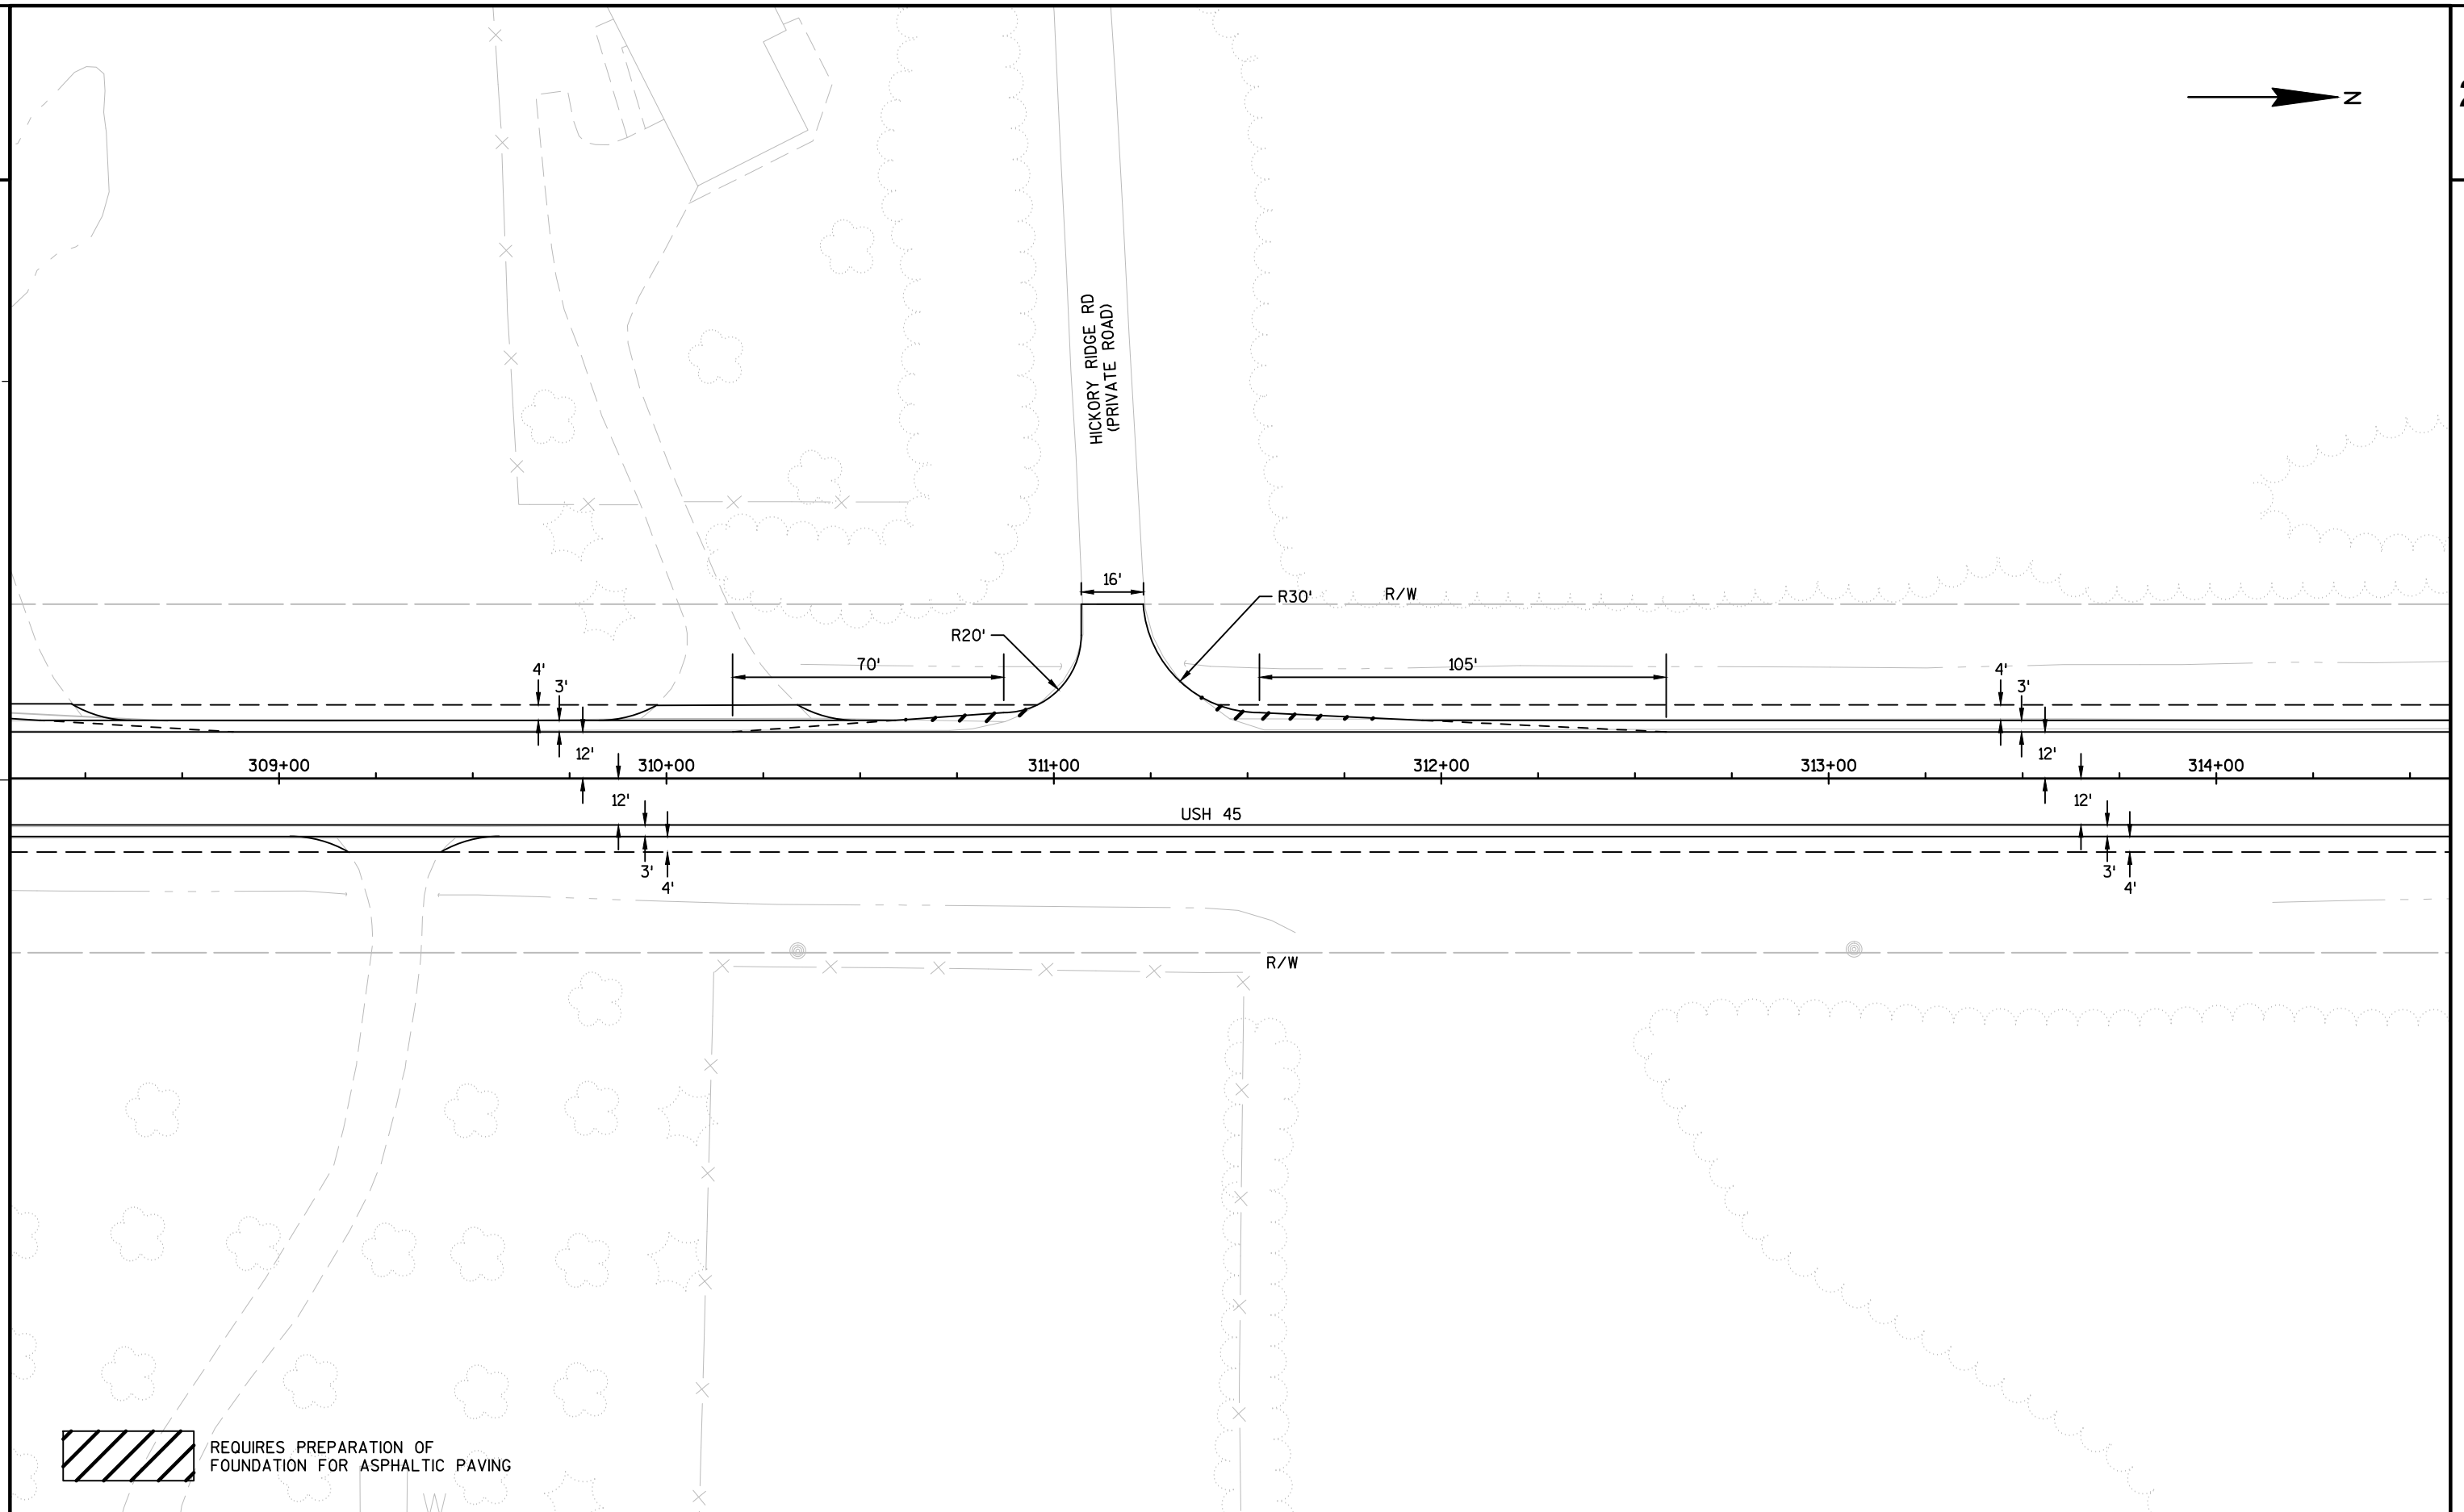 N
HICKORY RIDGE RD
(PRIVATE ROAD)
16'
R30'
R/W
R20'
70'
105'
4'
3'
4'
3'
12'
12'
309+00
310+00
311+00
312+00
313+00
314+00
12'
12'
USH 45
3'
4'
3'
4'
R/W
REQUIRES PREPARATION OF
FOUNDATION FOR ASPHALTIC PAVING